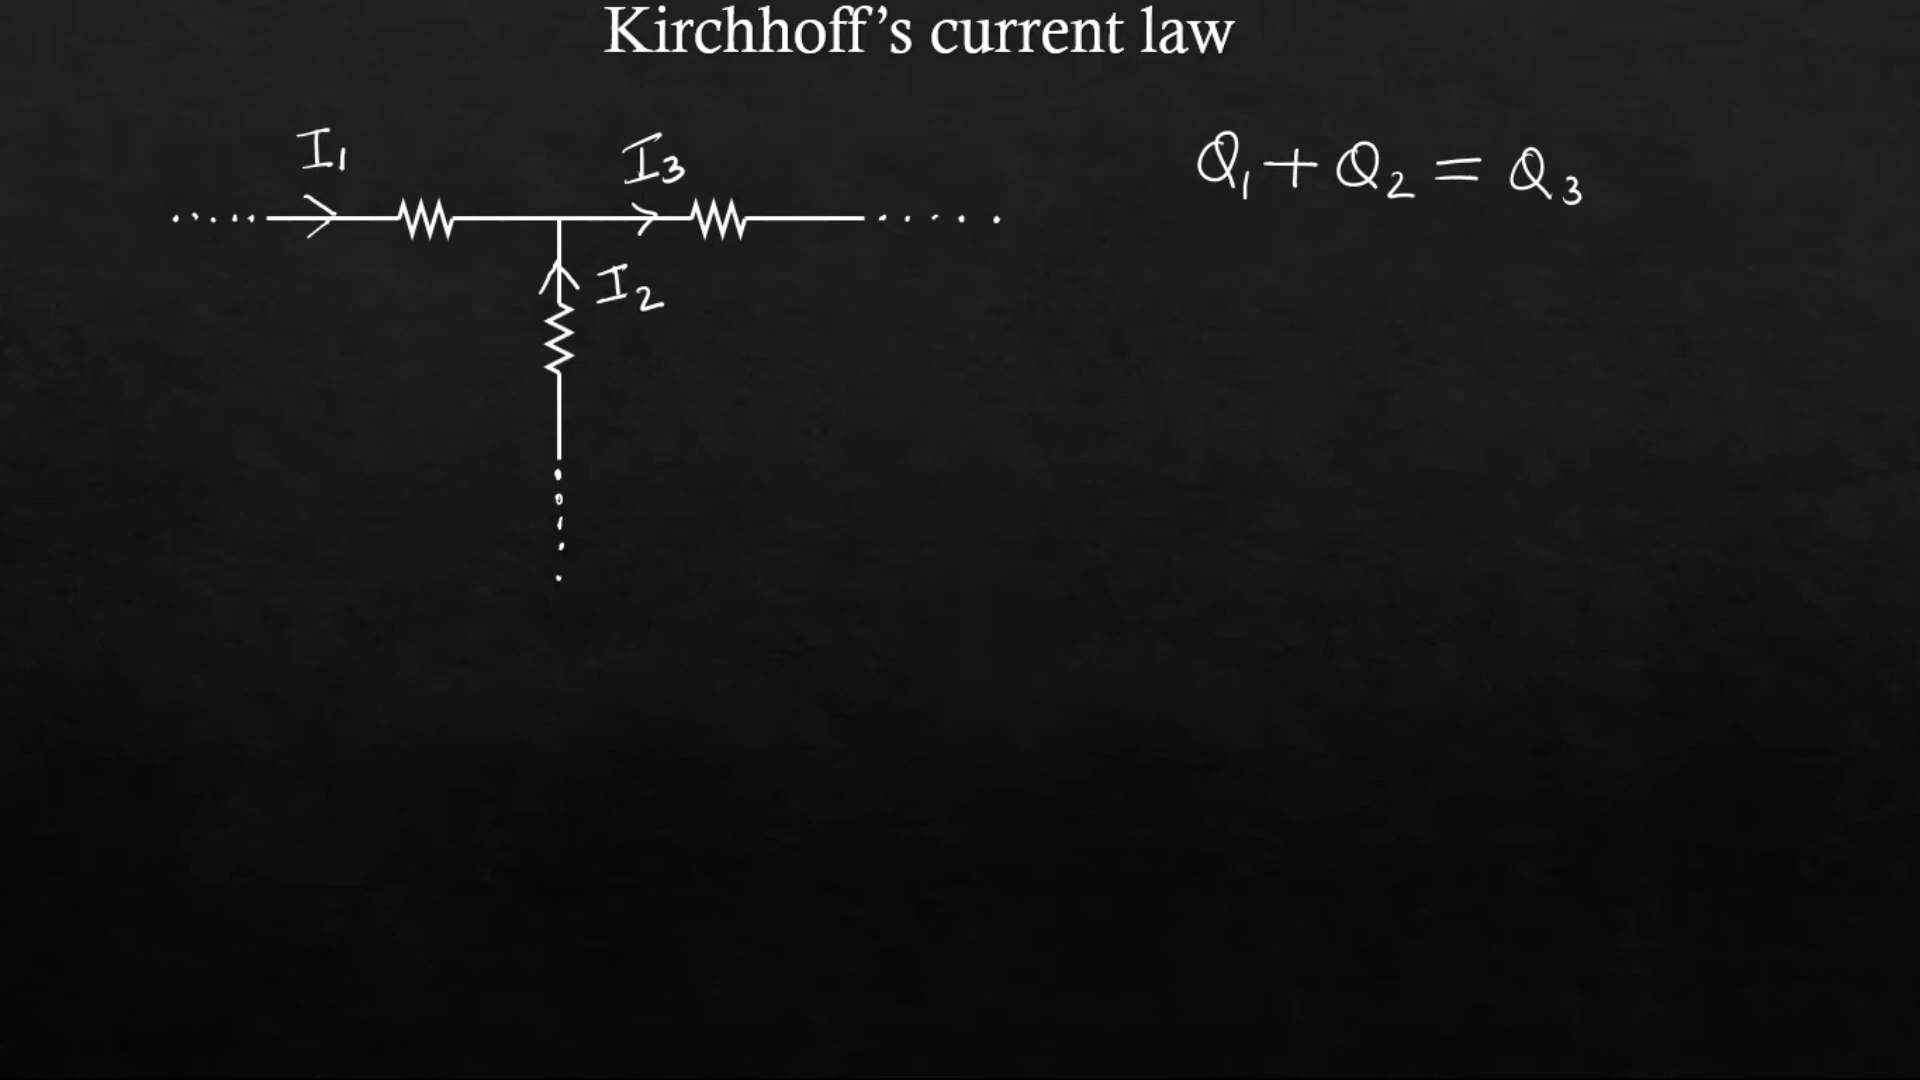 Kirchhoff's current law
I₁
I₃
Q₁ + Q₂ = Q₃
I₂